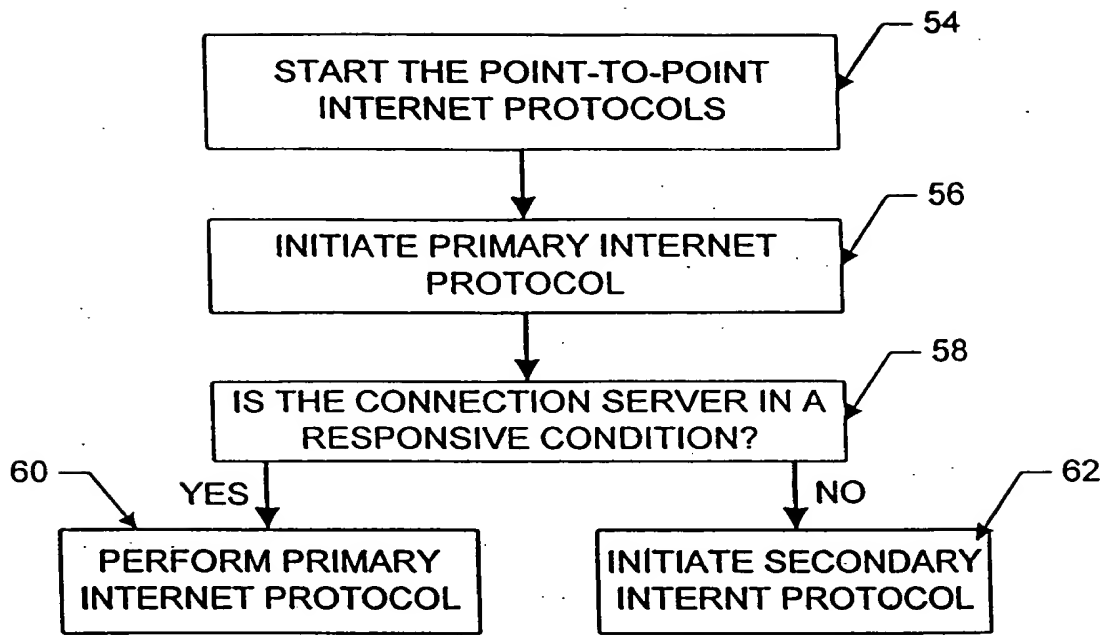 54
START THE POINT-TO-POINT
INTERNET PROTOCOLS
56
INITIATE PRIMARY INTERNET
PROTOCOL
58
IS THE CONNECTION SERVER IN A
RESPONSIVE CONDITION?
60
YES
NO
62
PERFORM PRIMARY
INTERNET PROTOCOL
INITIATE SECONDARY
INTERNT PROTOCOL